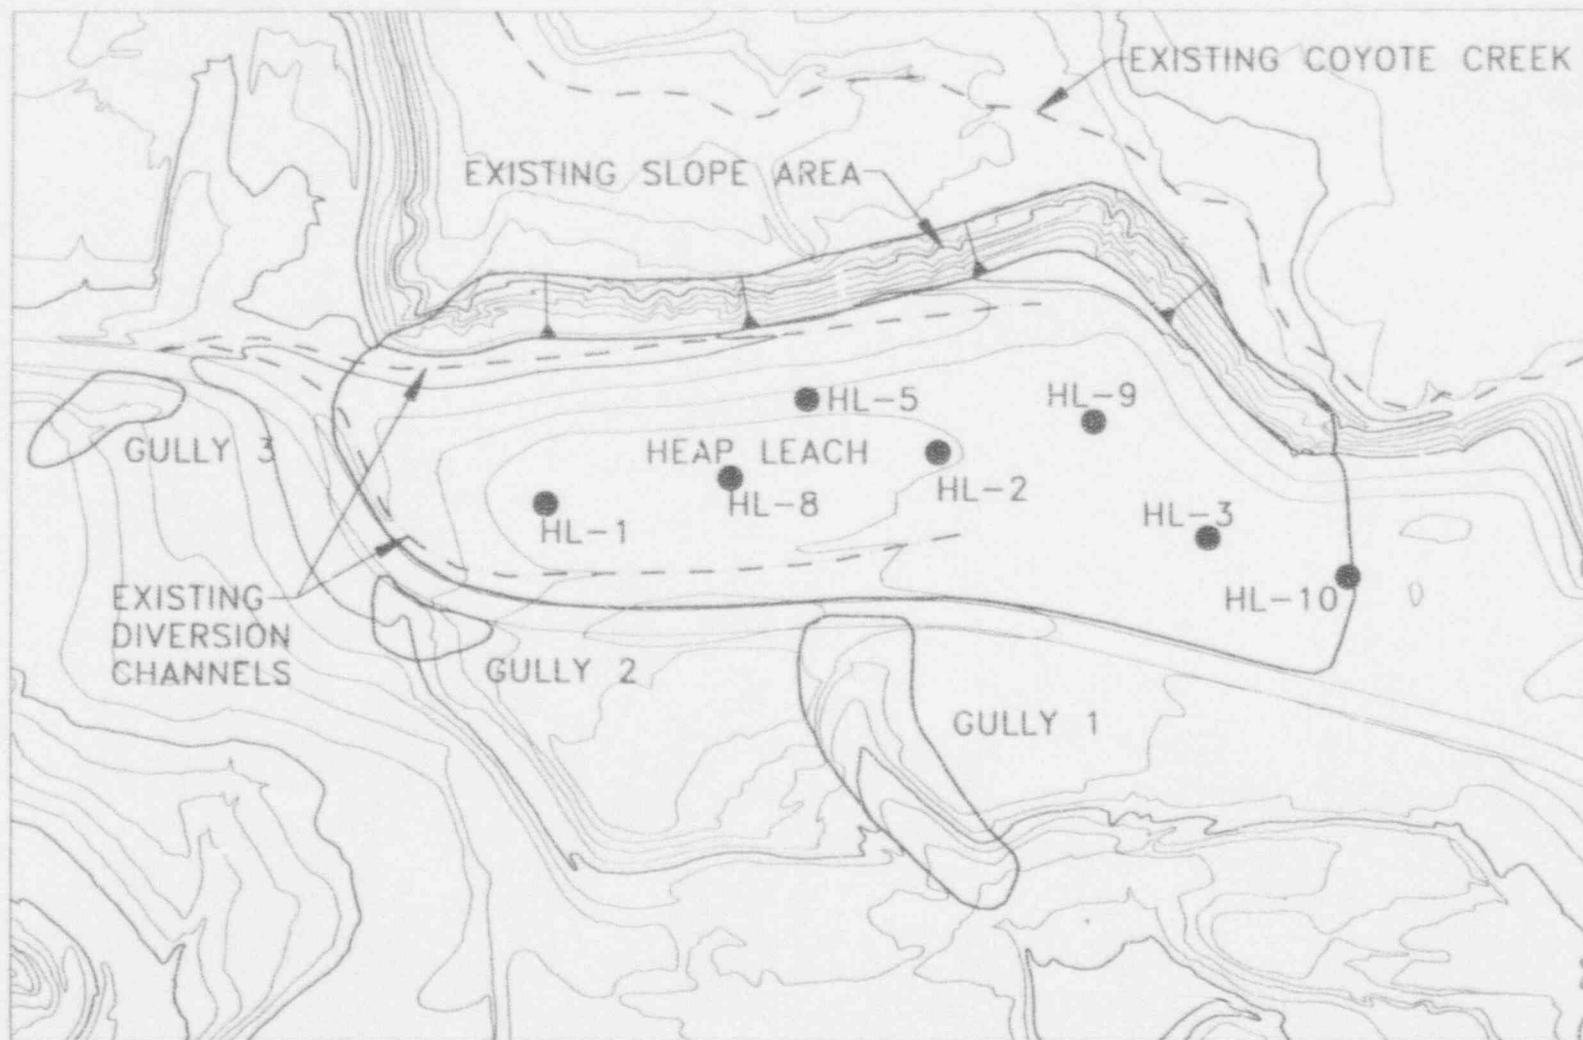 EXISTING COYOTE CREEK
EXISTING SLOPE AREA
HL-5
HL-9
GULLY 3
HEAP LEACH
HL-2
HL-8
HL-1
HL-3
EXISTING
DIVERSION
CHANNELS
HL-10
GULLY 2
GULLY 1